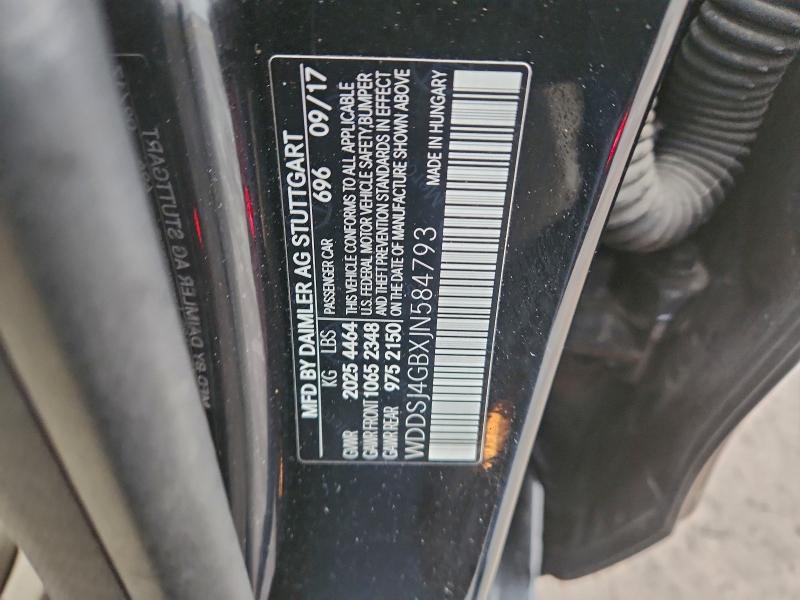 MFD BY DAIMLER AG STUTTGART
KG LBS PASSENGER CAR 696 09/17
GVWR 2025 4464 THIS VEHICLE CONFORMS TO ALL APPLICABLE
GAWR FRONT 1065 2348 U.S. FEDERAL MOTOR VEHICLE SAFETY, BUMPER
GAWR REAR 975 2150 AND THEFT PREVENTION STANDARDS IN EFFECT
ON THE DATE OF MANUFACTURE SHOWN ABOVE
WDDSJ4GBXJN584793 MADE IN HUNGARY